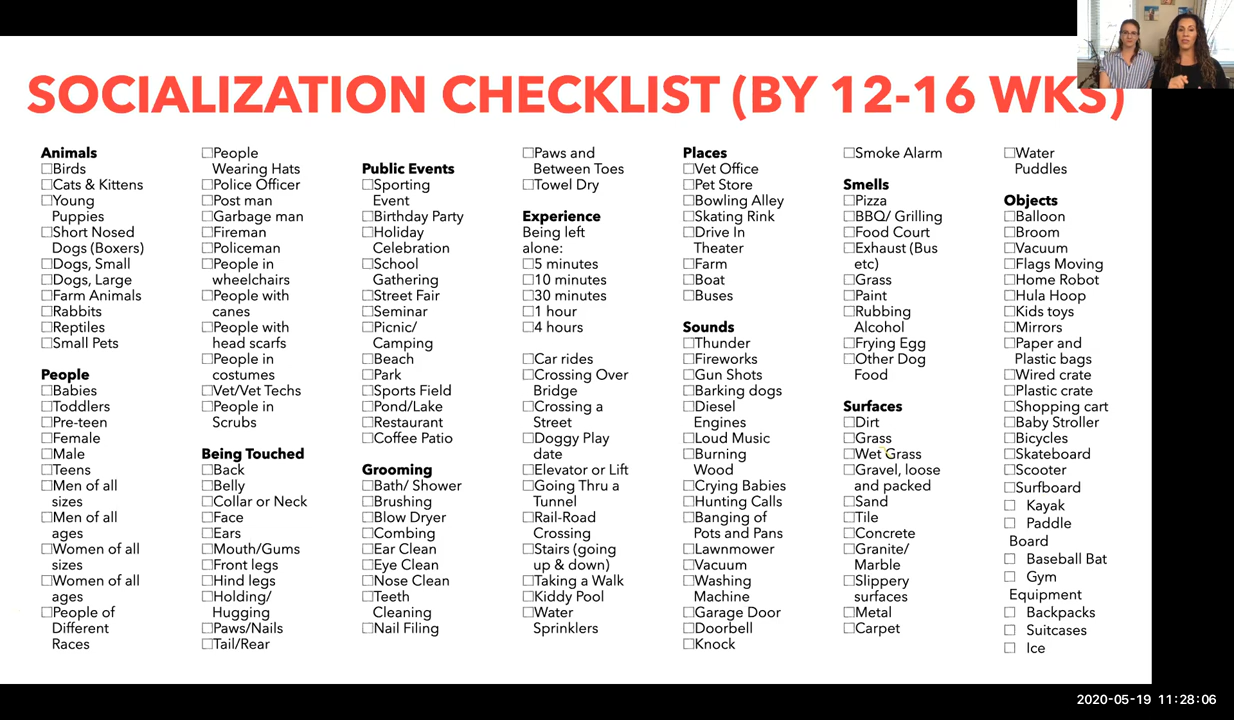 SOCIALIZATION CHECKLIST (BY 12-16 WKS)
Animals
☐Birds
☐Cats & Kittens
☐Young
Puppies
☐Short Nosed
Dogs (Boxers)
☐Dogs, Small
☐Dogs, Large
☐Farm Animals
☐Rabbits
☐Reptiles
☐Small Pets
People
☐Babies
☐Toddlers
☐Pre-teen
☐Female
☐Male
☐Teens
☐Men of all
sizes
☐Men of all
ages
☐Women of all
sizes
☐Women of all
ages
☐People of
Different
Races
☐People
Wearing Hats
☐Police Officer
☐Post man
☐Garbage man
☐Fireman
☐Policeman
☐People in
wheelchairs
☐People with
canes
☐People with
head scarfs
☐People in
costumes
☐Vet/Vet Techs
☐People in
Scrubs
Being Touched
☐Back
☐Belly
☐Collar or Neck
☐Face
☐Ears
☐Mouth/Gums
☐Front legs
☐Hind legs
☐Holding/
Hugging
☐Paws/Nails
☐Tail/Rear
Public Events
☐Sporting
Event
☐Birthday Party
☐Holiday
Celebration
☐School
Gathering
☐Street Fair
☐Seminar
☐Picnic/
Camping
☐Beach
☐Park
☐Sports Field
☐Pond/Lake
☐Restaurant
☐Coffee Patio
Grooming
☐Bath/ Shower
☐Brushing
☐Blow Dryer
☐Combing
☐Ear Clean
☐Eye Clean
☐Nose Clean
☐Teeth
Cleaning
☐Nail Filing
☐Paws and
Between Toes
☐Towel Dry
Experience
Being left
alone:
☐5 minutes
☐10 minutes
☐30 minutes
☐1 hour
☐4 hours
☐Car rides
☐Crossing Over
Bridge
☐Crossing a
Street
☐Doggy Play
date
☐Elevator or Lift
☐Going Thru a
Tunnel
☐Rail-Road
Crossing
☐Stairs (going
up & down)
☐Taking a Walk
☐Kiddy Pool
☐Water
Sprinklers
Places
☐Vet Office
☐Pet Store
☐Bowling Alley
☐Skating Rink
☐Drive In
Theater
☐Farm
☐Boat
☐Buses
Sounds
☐Thunder
☐Fireworks
☐Gun Shots
☐Barking dogs
☐Diesel
Engines
☐Loud Music
☐Burning
Wood
☐Crying Babies
☐Hunting Calls
☐Banging of
Pots and Pans
☐Lawnmower
☐Vacuum
☐Washing
Machine
☐Garage Door
☐Doorbell
☐Knock
☐Smoke Alarm
Smells
☐Pizza
☐BBQ/ Grilling
☐Food Court
☐Exhaust (Bus
etc)
☐Grass
☐Paint
☐Rubbing
Alcohol
☐Frying Egg
☐Other Dog
Food
Surfaces
☐Dirt
☐Grass
☐Wet Grass
☐Gravel, loose
and packed
☐Sand
☐Tile
☐Concrete
☐Granite/
Marble
☐Slippery
surfaces
☐Metal
☐Carpet
☐Water
Puddles
Objects
☐Balloon
☐Broom
☐Vacuum
☐Flags Moving
☐Home Robot
☐Hula Hoop
☐Kids toys
☐Mirrors
☐Paper and
Plastic bags
☐Wired crate
☐Plastic crate
☐Shopping cart
☐Baby Stroller
☐Bicycles
☐Skateboard
☐Scooter
☐Surfboard
☐ Kayak
☐ Paddle
Board
☐ Baseball Bat
☐ Gym
Equipment
☐ Backpacks
☐ Suitcases
☐ Ice
2020-05-19 11:28:06